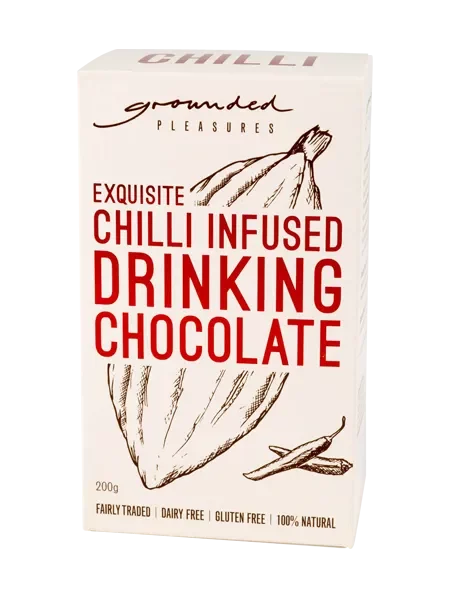 CHILLI
grounded
PLEASURES
EXQUISITE
CHILLI INFUSED
DRINKING
CHOCOLATE
200g
FAIRLY TRADED | DAIRY FREE | GLUTEN FREE | 100% NATURAL